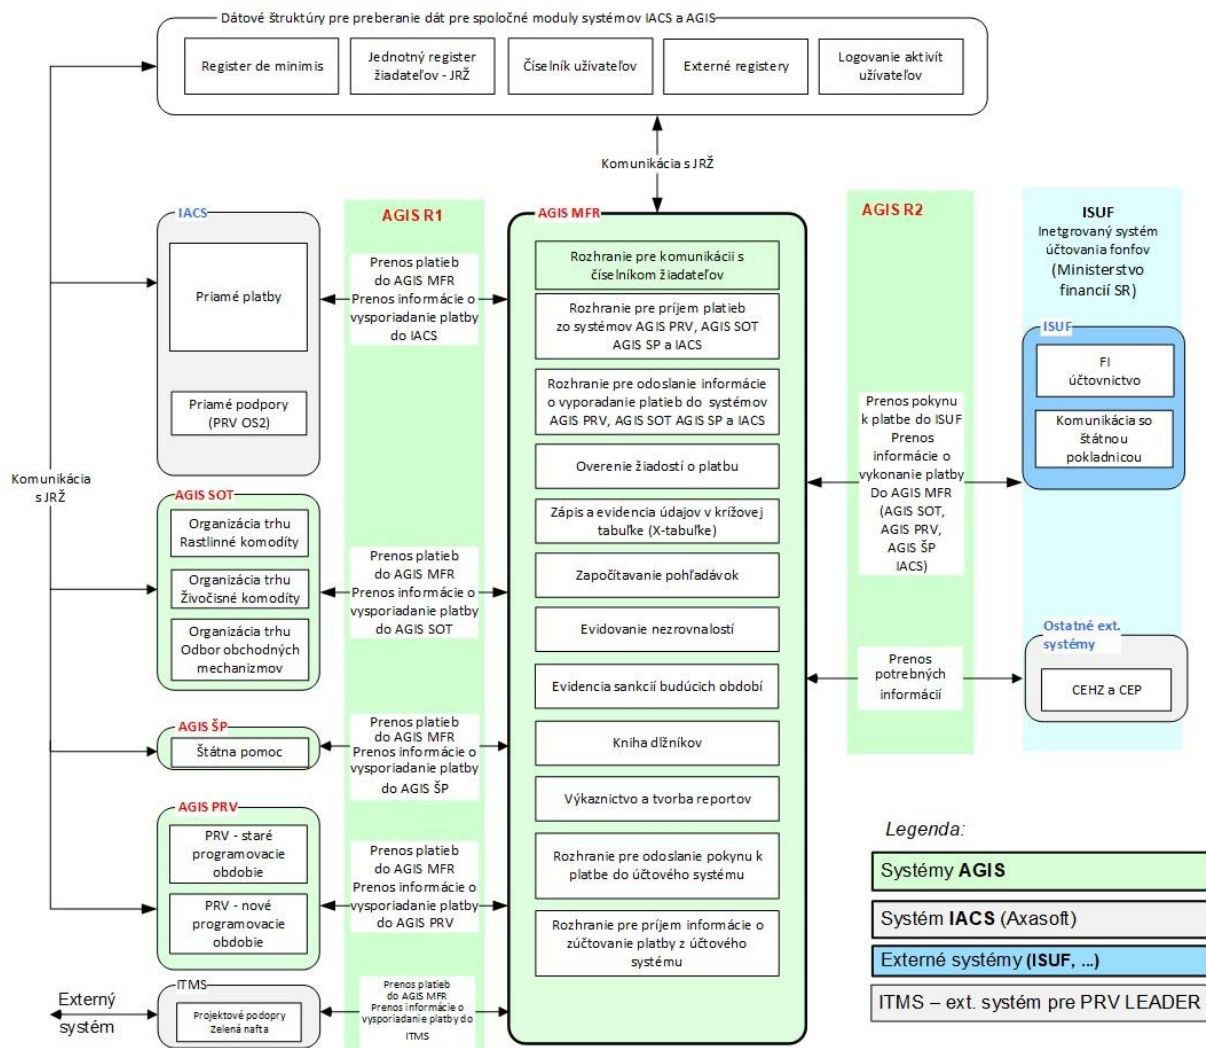 Dátové štruktúry pre preberanie dát pre spoločné moduly systémov IACS a AGIS
Register de minimis
Jednotný register
žiadateľov - JRŽ
Číselník užívateľov
Externé registery
Logovanie aktivít
užívateľov
Komunikácia s JRŽ
Komunikácia
s JRŽ
IACS
Priamé platby
Priamé podpory
(PRV OS2)
AGIS SOT
Organizácia trhu
Rastlinné komodíty
Organizácia trhu
Živočisné komodíty
Organizácia trhu
Odbor obchodných
mechanizmov
AGIS ŠP
Štátna pomoc
AGIS PRV
PRV - staré
programovacie
obdobie
PRV - nové
programovacie
obdobie
ITMS
Projektové podopry
Zelená nafta
Externý
systém
AGIS R1
Prenos platieb
do AGIS MFR
Prenos informácie o
vysporiadanie platby
do IACS
Prenos platieb
do AGIS MFR
Prenos informácie o
vysporiadanie platby
do AGIS SOT
Prenos platieb
do AGIS MFR
Prenos informácie o
vysporiadanie platby
do AGIS ŠP
Prenos platieb
do AGIS MFR
Prenos informácie o
vysporiadanie platby
do AGIS PRV
Prenos platieb
do AGIS MFR
Prenos informácie o
vysporiadanie platby do
ITMS
AGIS MFR
Rozhranie pre komunikácii s
číselníkom žiadateľov
Rozhranie pre príjem platieb
zo systémov AGIS PRV, AGIS SOT
AGIS SP a IACS
Rozhranie pre odoslanie informácie
o vyporadanie platieb do systémov
AGIS PRV, AGIS SOT AGIS SP a IACS
Overenie žiadostí o platbu
Zápis a evidencia údajov v krížovej
tabuľke (X-tabuľke)
Započítavanie pohľadávok
Evidovanie nezrovnalostí
Evidencia sankcií budúcich období
Kniha dlžníkov
Výkazníctvo a tvorba reportov
Rozhranie pre odoslanie pokynu k
platbe do účtového systému
Rozhranie pre príjem informácie o
zúčtovanie platby z účtového
systému
AGIS R2
Prenos pokynu
k platbe do ISUF
Prenos
informácie o
vykonanie platby
Do AGIS MFR
(AGIS SOT,
AGIS PRV,
AGIS ŠP
IACS)
Prenos
potrebných
informácií
ISUF
Inetgrovaný systém
účtovania fonfov
(Ministerstvo
financií SR)
ISUF
FI
účtovnictvo
Komunikácia so
štátnou
pokladnicou
Ostatné ext.
systémy
CEHZ a CEP
Legenda:
Systémy AGIS
Systém IACS (Axasoft)
Externé systémy (ISUF, ...)
ITMS – ext. systém pre PRV LEADER